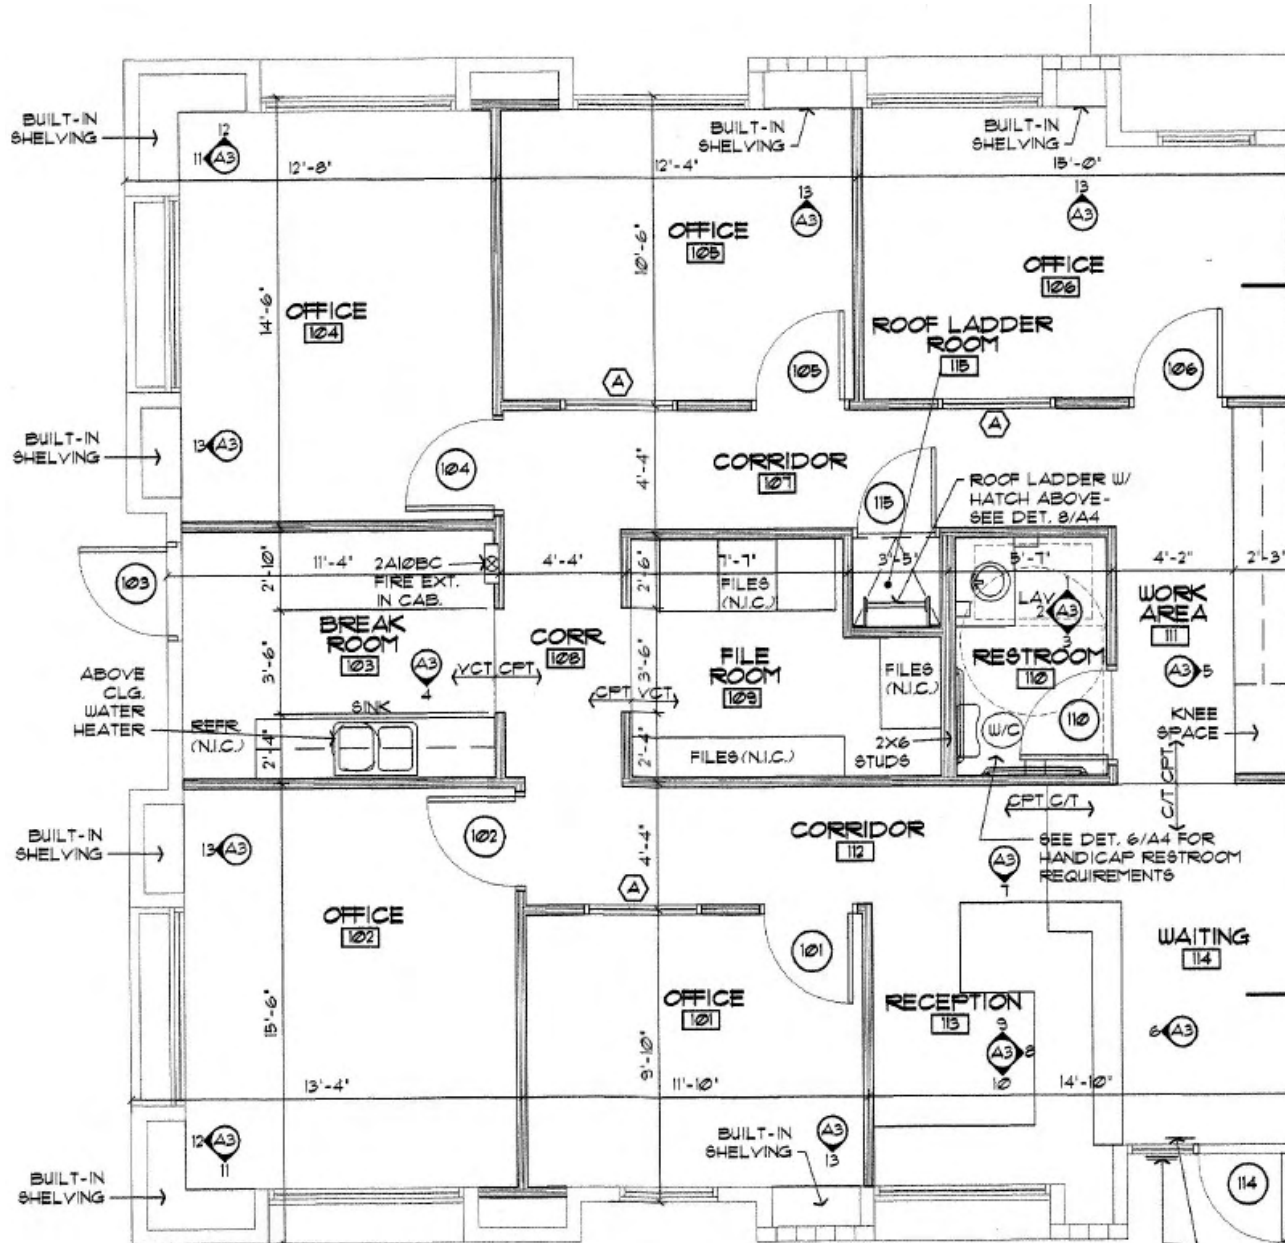 BUILT-IN
SHELVING
12
11 A3
12'-8"
BUILT-IN
SHELVING
12'-4"
13
A3
BUILT-IN
SHELVING
15'-0"
13
A3
OFFICE
105
10'-6"
OFFICE
106
14'-6"
OFFICE
104
ROOF LADDER
ROOM
115
105
106
A
A
BUILT-IN
SHELVING
13 A3
104
CORRIDOR
107
4'-4"
115
ROOF LADDER W/
HATCH ABOVE-
SEE DET. 8/A4
103
2'-10"
11'-4"
2A10BC
FIRE EXT.
IN CAB.
4'-4"
2'-6"
7'-7"
FILES
(N.I.C.)
3'-5"
5'-7"
4'-2"
2'-3"
LAV
2 A3
3
WORK
AREA
111
BREAK
ROOM
103
CORR
108
FILE
ROOM
109
RESTROOM
110
3'-6"
A3
4
VCT CPT
3'-6"
CPT VCT
FILES
(N.I.C.)
A3 5
ABOVE
CLG.
WATER
HEATER
REFR.
(N.I.C.)
SINK
2'-4"
2'-4"
FILES (N.I.C.)
2X6
STUDS
W/C
110
KNEE
SPACE
C/T CPT
CPT C/T
BUILT-IN
SHELVING
13 A3
102
4'-4"
CORRIDOR
112
A3
7
SEE DET. 6/A4 FOR
HANDICAP RESTROOM
REQUIREMENTS
A
OFFICE
102
101
WAITING
114
15'-6"
OFFICE
101
RECEPTION
113
9
A3 8
10
6 A3
9'-10"
13'-4"
11'-10"
14'-10"
12 A3
11
BUILT-IN
SHELVING
A3
13
BUILT-IN
SHELVING
114